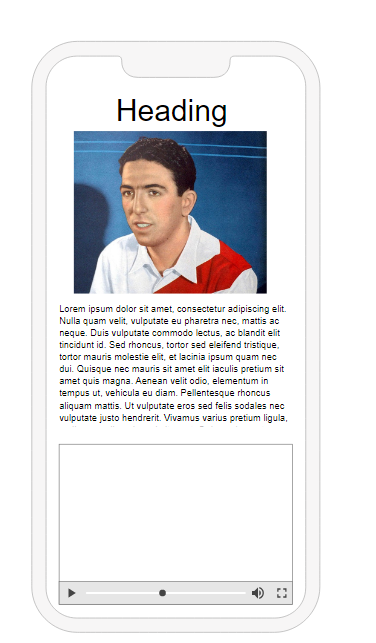 Heading
Lorem ipsum dolor sit amet, consectetur adipiscing elit.
Nulla quam velit, vulputate eu pharetra nec, mattis ac
neque. Duis vulputate commodo lectus, ac blandit elit
tincidunt id. Sed rhoncus, tortor sed eleifend tristique,
tortor mauris molestie elit, et lacinia ipsum quam nec
dui. Quisque nec mauris sit amet elit iaculis pretium sit
amet quis magna. Aenean velit odio, elementum in
tempus ut, vehicula eu diam. Pellentesque rhoncus
aliquam mattis. Ut vulputate eros sed felis sodales nec
vulputate justo hendrerit. Vivamus varius pretium ligula,